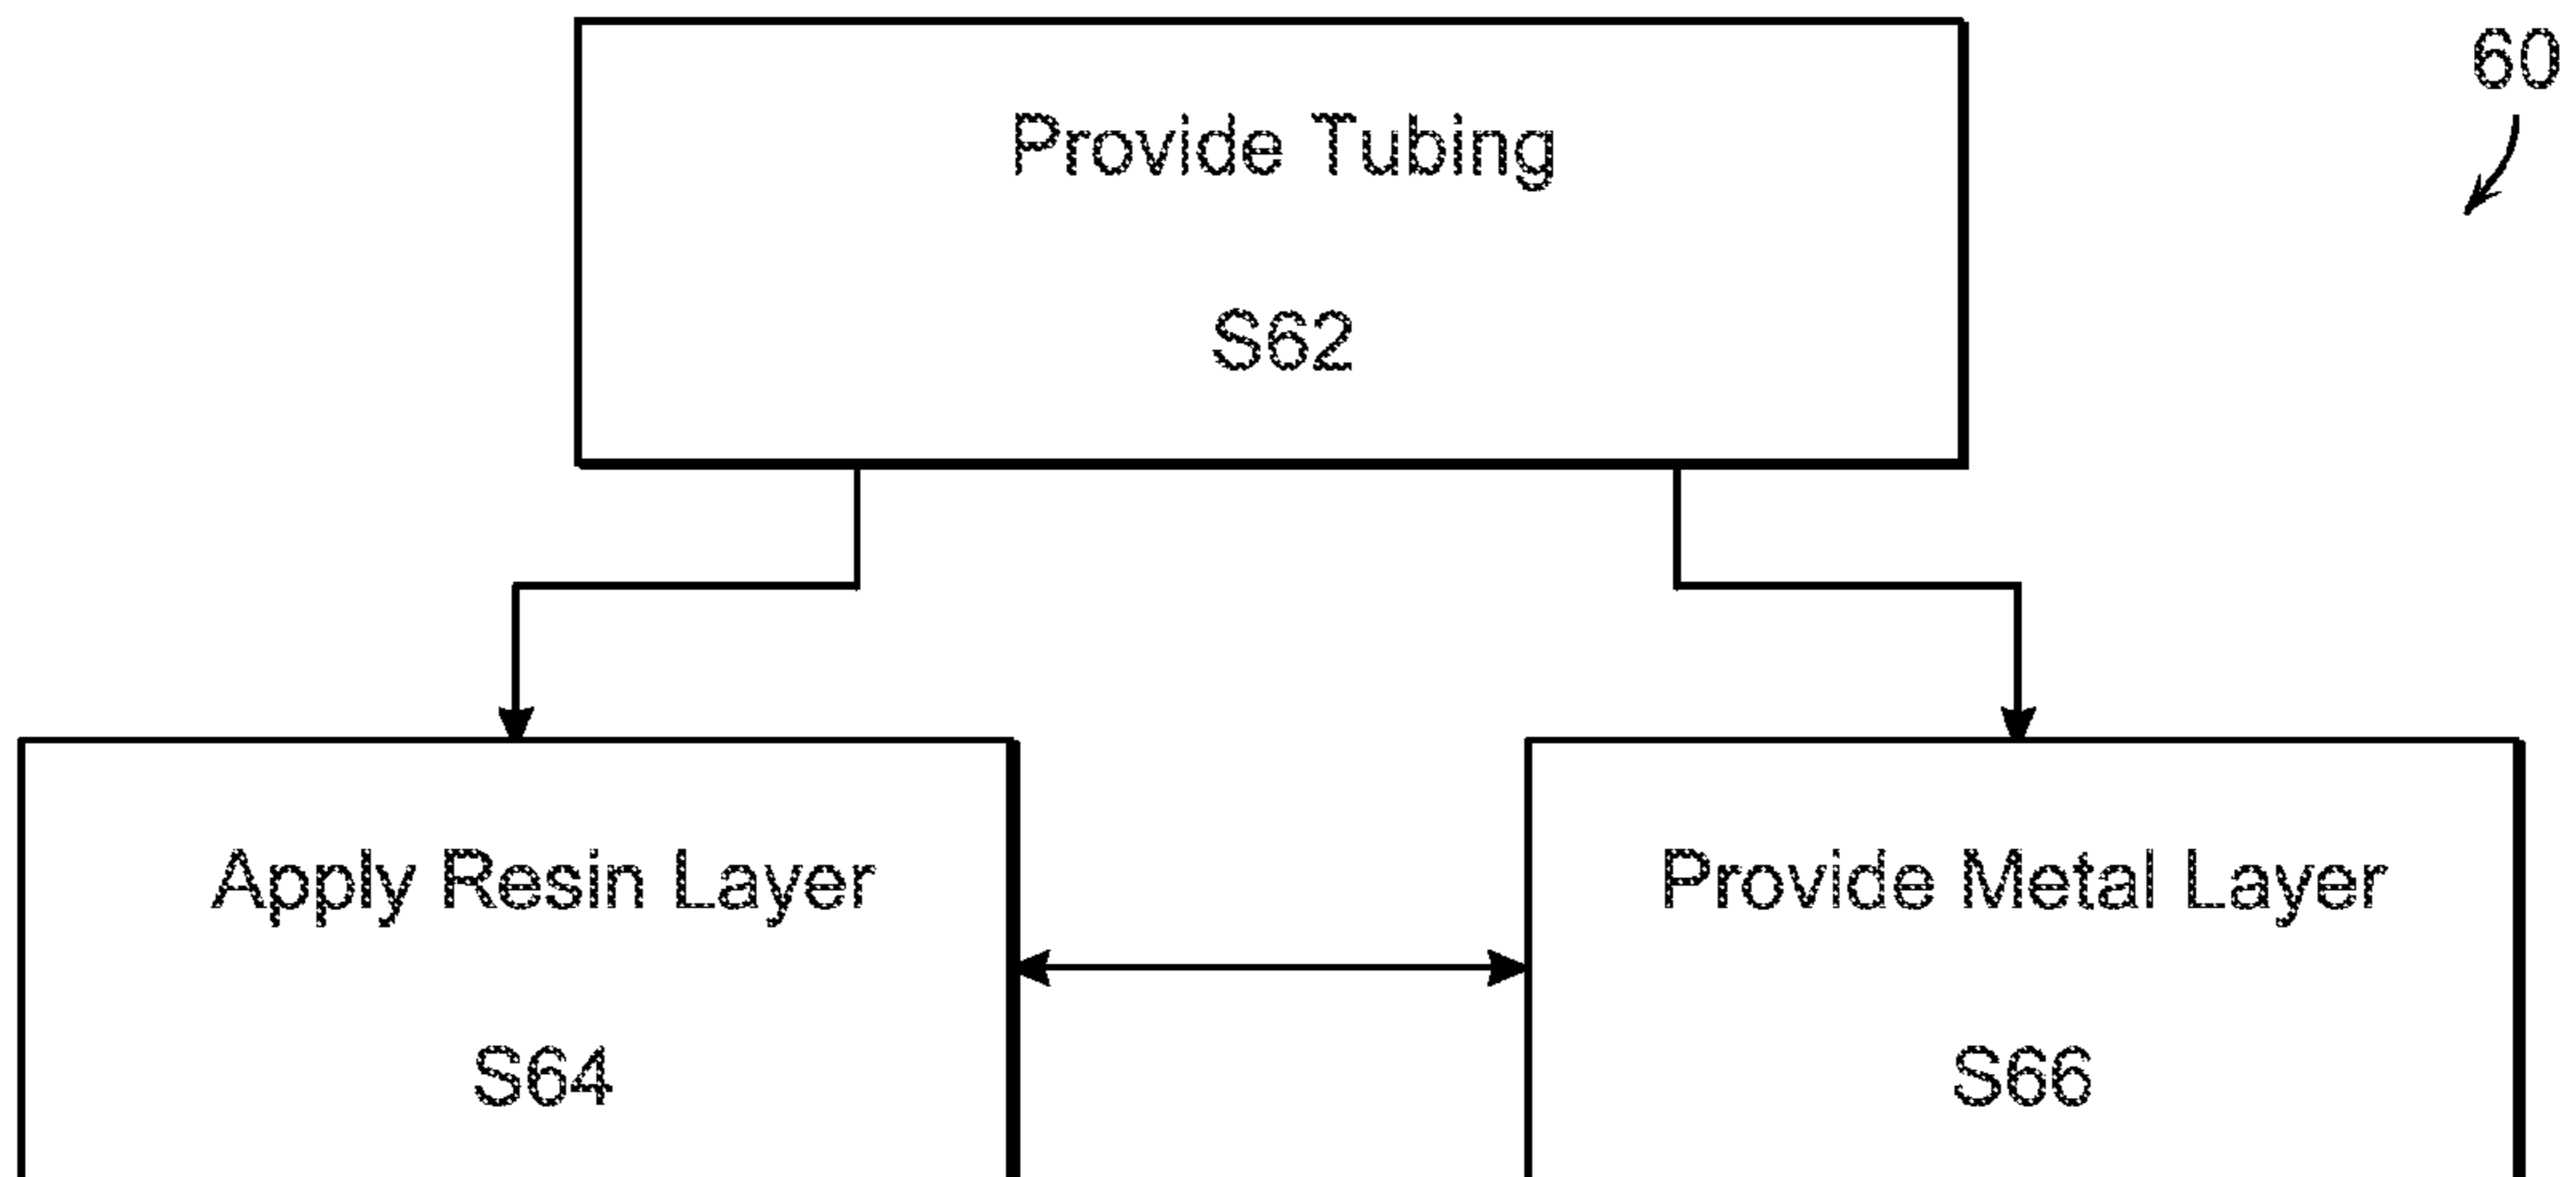 60
Provide Tubing
S62
Apply Resin Layer
S64
Provide Metal Layer
S66